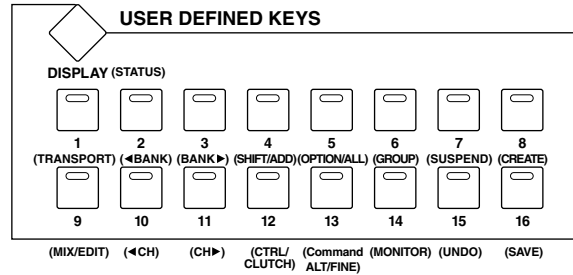 USER DEFINED KEYS
DISPLAY (STATUS)
1 2 3 4 5 6 7 8
(TRANSPORT) (◄BANK) (BANK►) (SHIFT/ADD) (OPTION/ALL) (GROUP) (SUSPEND) (CREATE)
9 10 11 12 13 14 15 16
(MIX/EDIT) (◄CH) (CH►) (CTRL/ (Command (MONITOR) (UNDO) (SAVE)
CLUTCH) ALT/FINE)